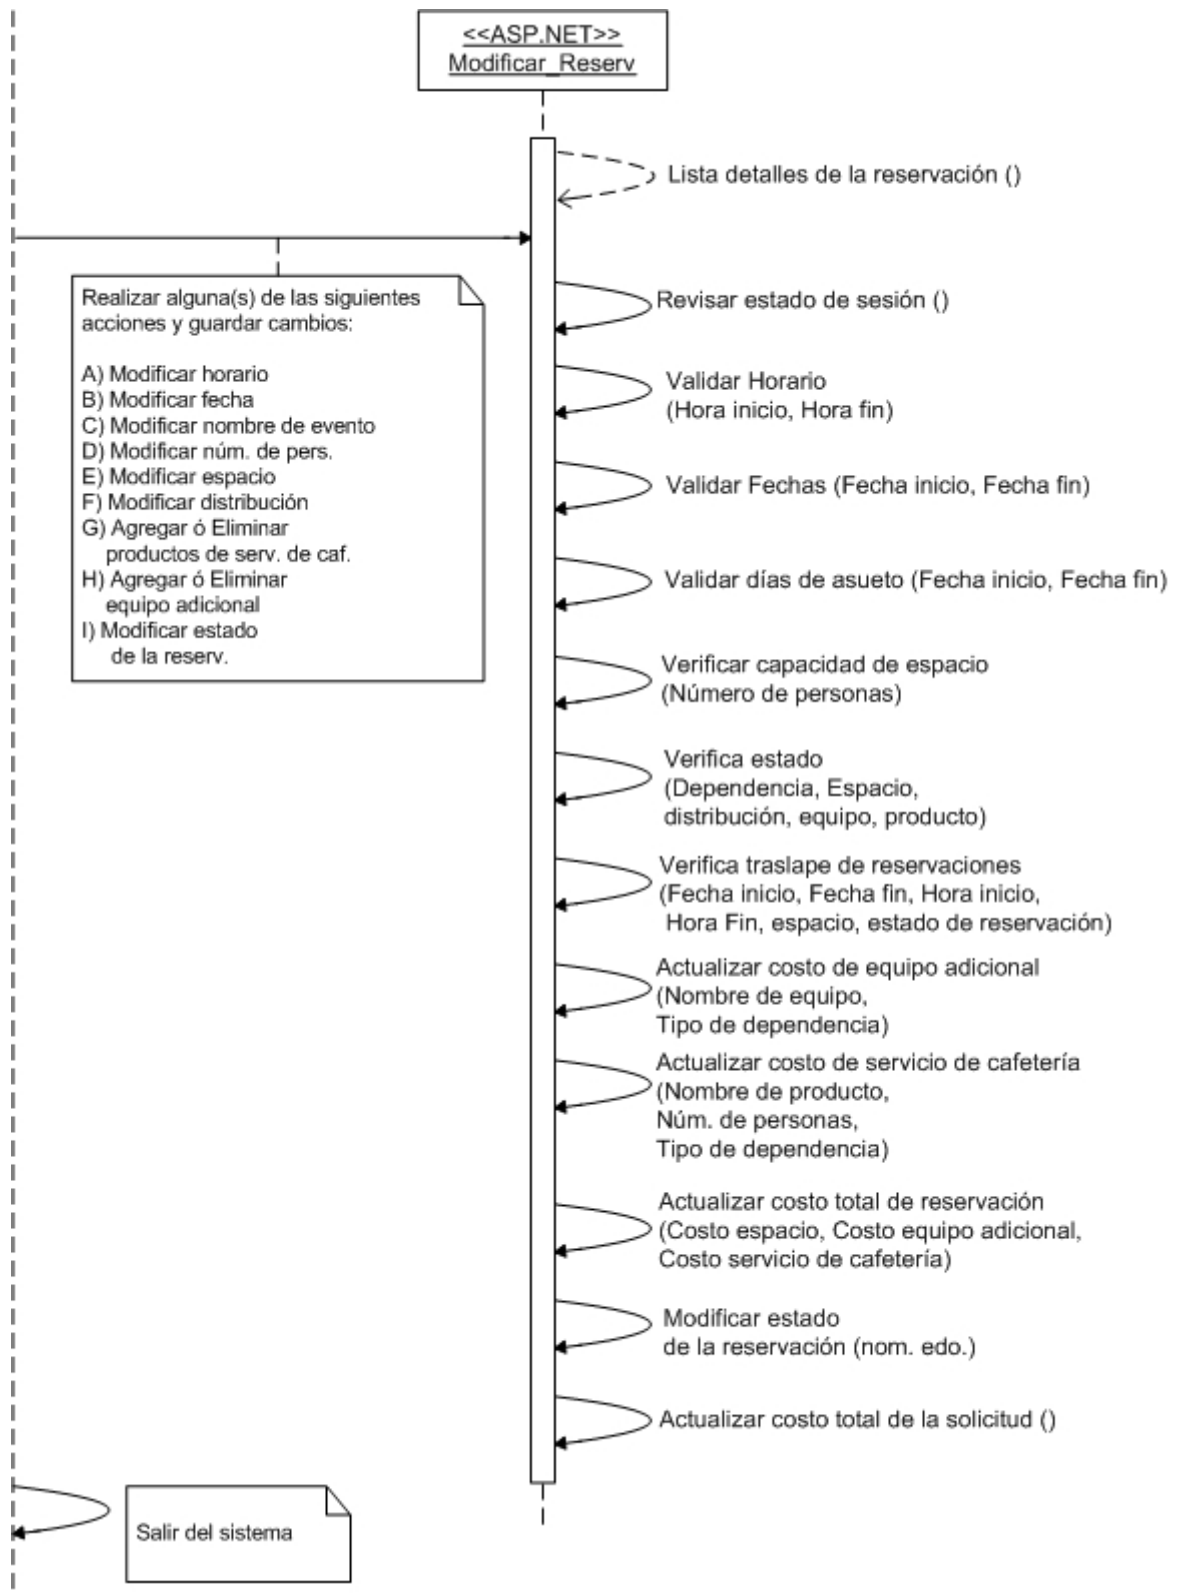 <<ASP.NET>>
Modificar_Reserv
Lista detalles de la reservación ()
Realizar alguna(s) de las siguientes
acciones y guardar cambios:
A) Modificar horario
B) Modificar fecha
C) Modificar nombre de evento
D) Modificar núm. de pers.
E) Modificar espacio
F) Modificar distribución
G) Agregar ó Eliminar
productos de serv. de caf.
H) Agregar ó Eliminar
equipo adicional
I) Modificar estado
de la reserv.
Revisar estado de sesión ()
Validar Horario
(Hora inicio, Hora fin)
Validar Fechas (Fecha inicio, Fecha fin)
Validar días de asueto (Fecha inicio, Fecha fin)
Verificar capacidad de espacio
(Número de personas)
Verifica estado
(Dependencia, Espacio,
distribución, equipo, producto)
Verifica traslape de reservaciones
(Fecha inicio, Fecha fin, Hora inicio,
Hora Fin, espacio, estado de reservación)
Actualizar costo de equipo adicional
(Nombre de equipo,
Tipo de dependencia)
Actualizar costo de servicio de cafetería
(Nombre de producto,
Núm. de personas,
Tipo de dependencia)
Actualizar costo total de reservación
(Costo espacio, Costo equipo adicional,
Costo servicio de cafetería)
Modificar estado
de la reservación (nom. edo.)
Actualizar costo total de la solicitud ()
Salir del sistema